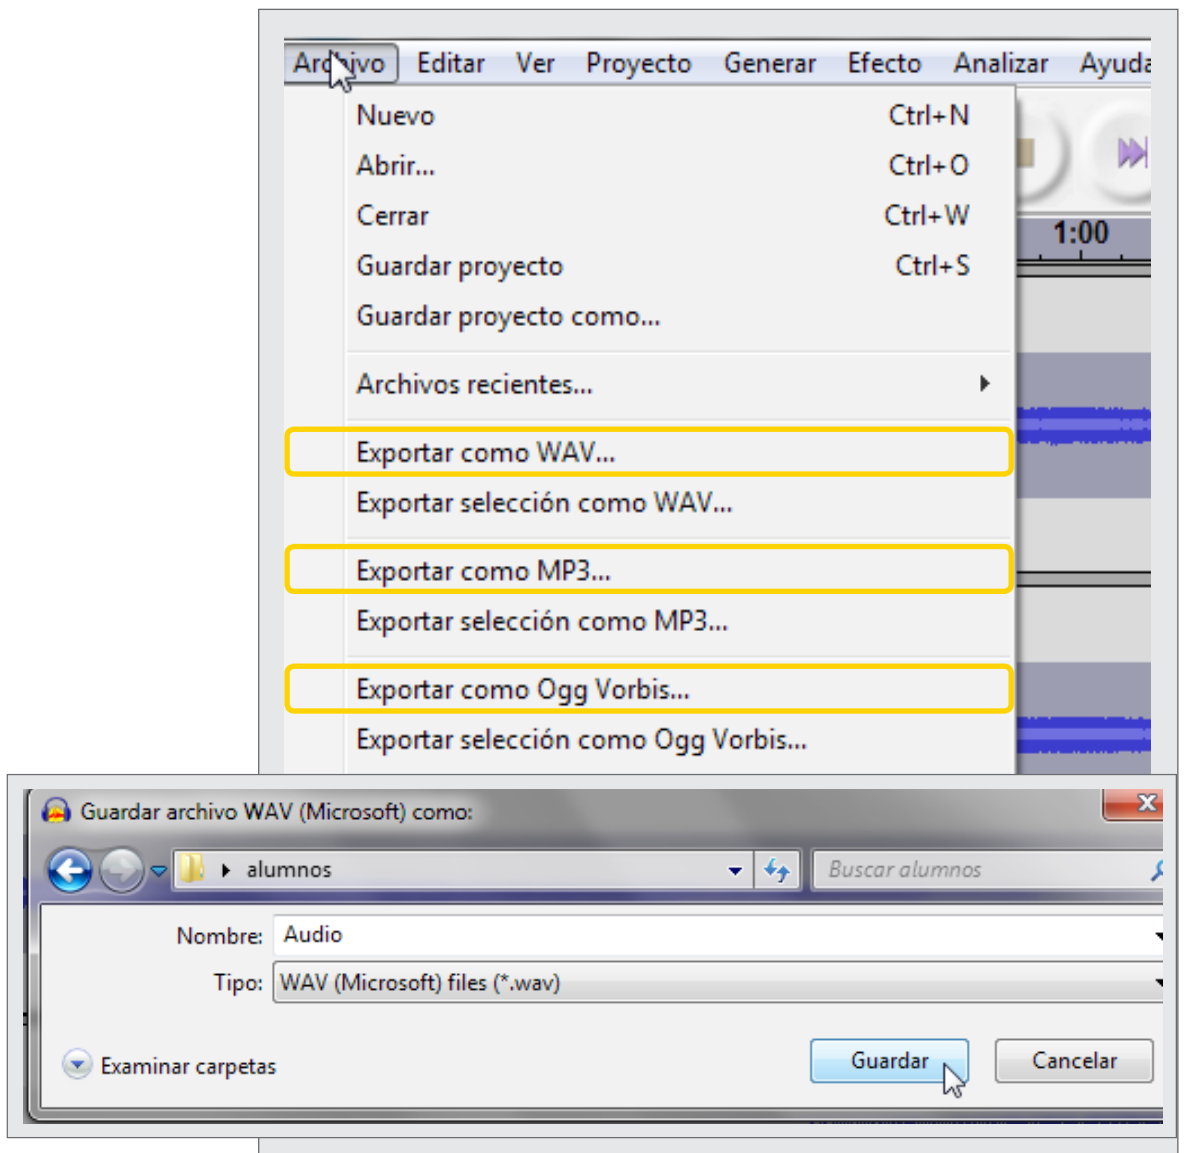 Archivo Editar Ver Proyecto Generar Efecto Analizar Ayuda
Nuevo Ctrl+N
Abrir... Ctrl+O
Cerrar Ctrl+W
1:00
Guardar proyecto Ctrl+S
Guardar proyecto como...
Archivos recientes...
Exportar como WAV...
Exportar selección como WAV...
Exportar como MP3...
Exportar selección como MP3...
Exportar como Ogg Vorbis...
Exportar selección como Ogg Vorbis...
Guardar archivo WAV (Microsoft) como:
alumnos Buscar alumnos
Nombre: Audio
Tipo: WAV (Microsoft) files (*.wav)
Examinar carpetas Guardar Cancelar